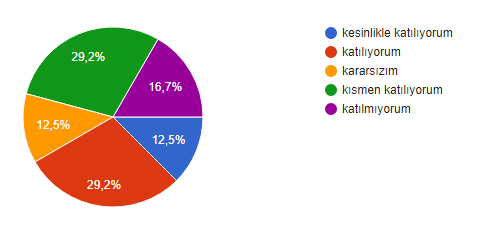 29,2%
16,7%
12,5%
12,5%
29,2%
kesinlikle katılıyorum
katılıyorum
kararsızım
kısmen katılıyorum
katılmıyorum